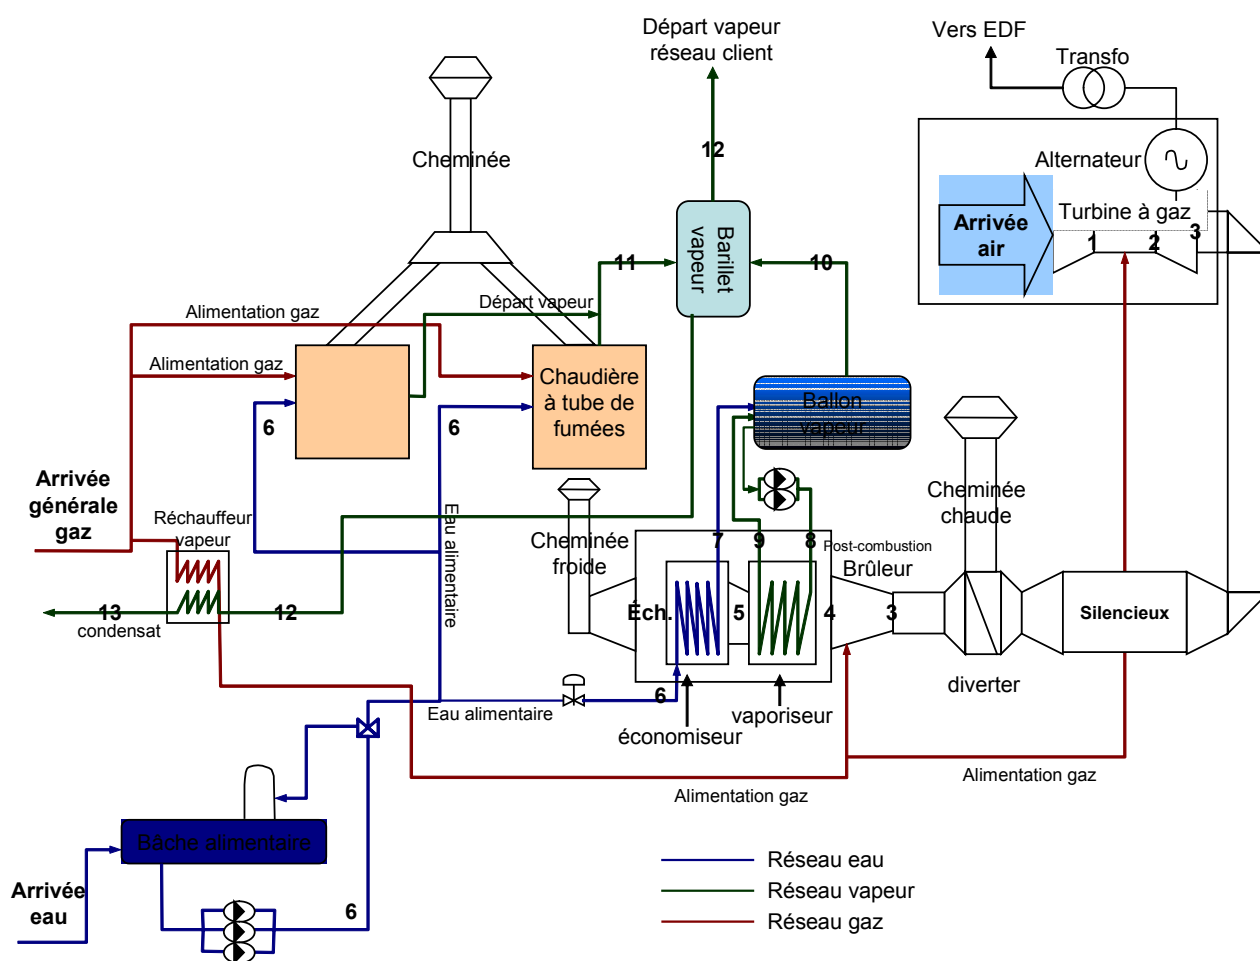 Départ vapeur
réseau client
Vers EDF
Transfo
Cheminée
12
Alternateur
Turbine à gaz
Arrivée
air
1
2
3
Barillet
vapeur
11
10
Départ vapeur
Alimentation gaz
Alimentation gaz
Chaudière
à tube de
fumées
6
6
Ballon
vapeur
Arrivée
générale
gaz
Réchauffeur
vapeur
Eau alimentaire
Cheminée
froide
Cheminée
chaude
7
9
8
Post-combustion
Brûleur
13
condensat
12
Éch.
5
4
3
Silencieux
diverter
6
Eau alimentaire
économiseur
vaporiseur
Alimentation gaz
Alimentation gaz
Bâche alimentaire
Arrivée
eau
6
Réseau eau
Réseau vapeur
Réseau gaz